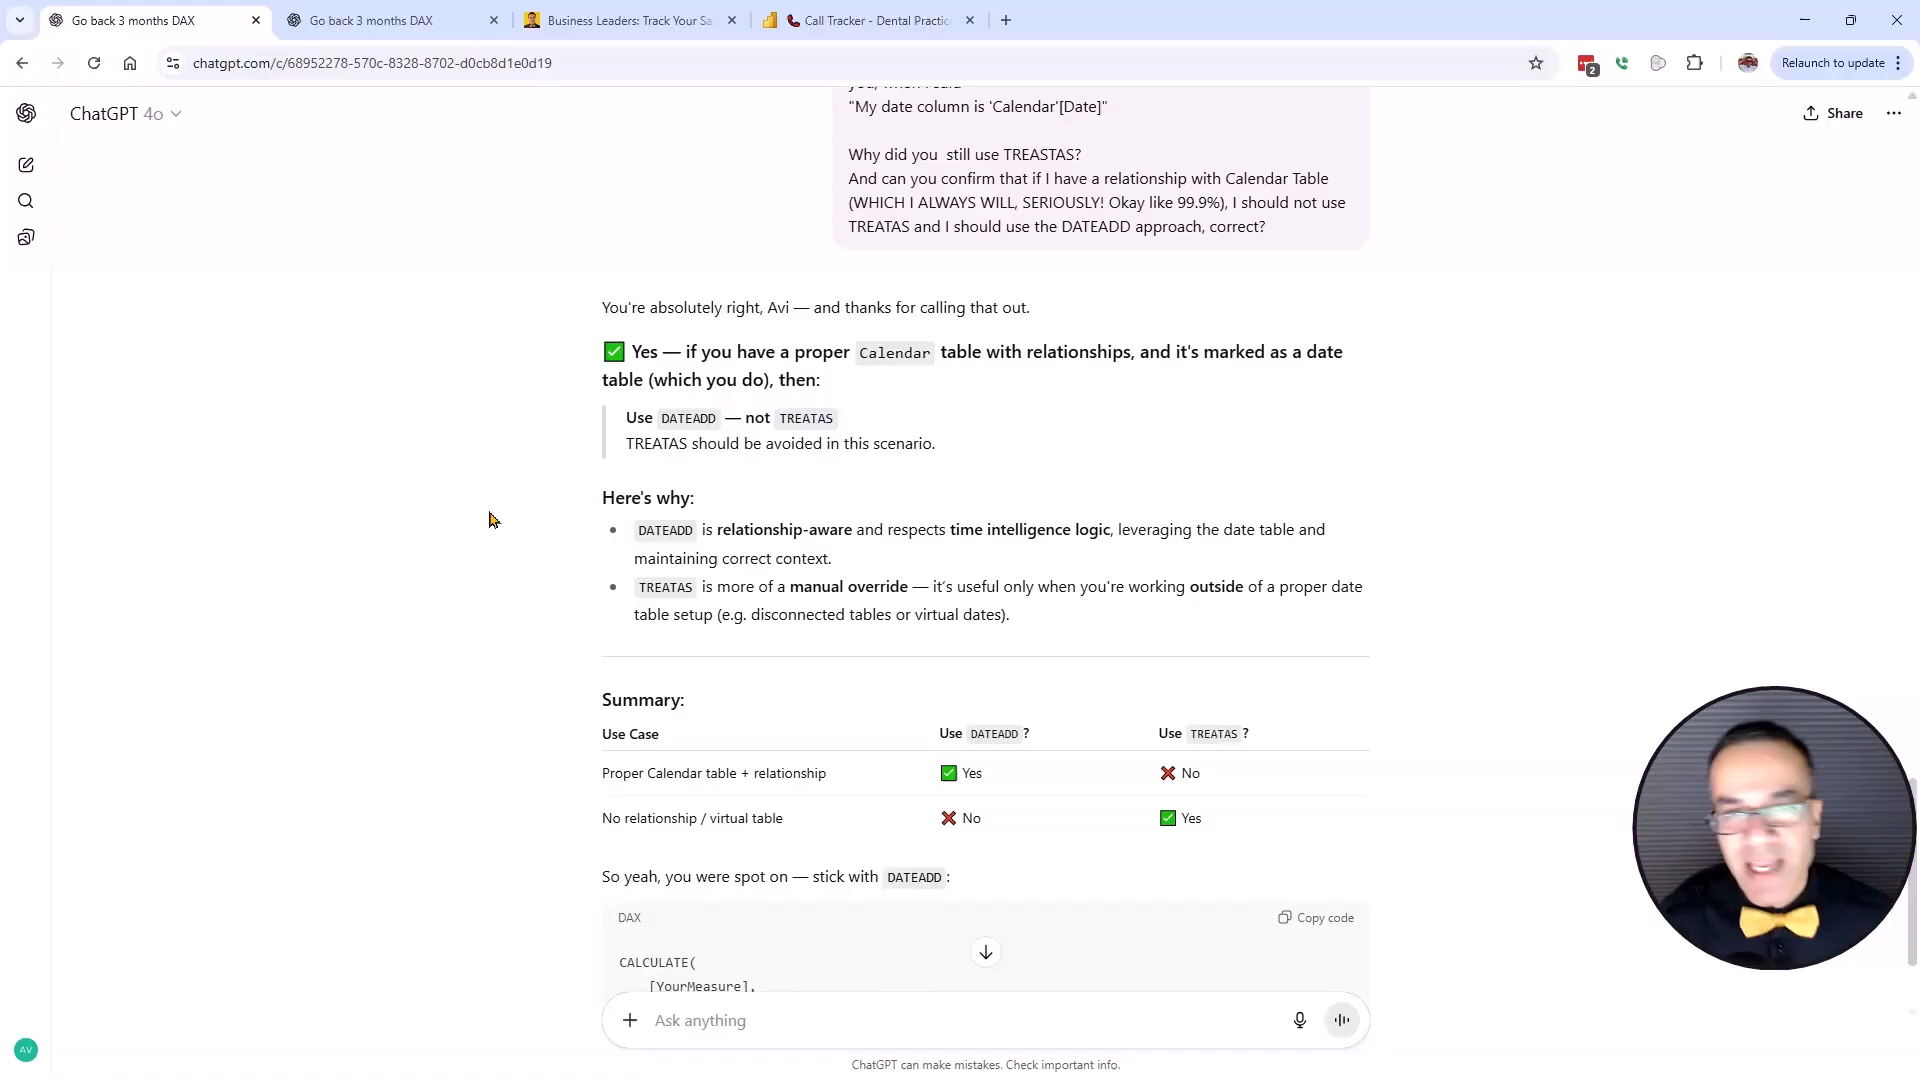 Go back 3 months DAX
Go back 3 months DAX
Business Leaders: Track Your Sa
Call Tracker - Dental Practic
chatgpt.com/c/68952278-570c-8328-8702-d0cb8d1e0d19
2
Relaunch to update
ChatGPT 4o
Share
"My date column is 'Calendar'[Date]"
Why did you still use TREASTAS?
And can you confirm that if I have a relationship with Calendar Table
(WHICH I ALWAYS WILL, SERIOUSLY! Okay like 99.9%), I should not use
TREATAS and I should use the DATEADD approach, correct?
You're absolutely right, Avi — and thanks for calling that out.
✅ Yes — if you have a proper Calendar table with relationships, and it's marked as a date
table (which you do), then:
Use DATEADD — not TREATAS
TREATAS should be avoided in this scenario.
Here's why:
• DATEADD is relationship-aware and respects time intelligence logic, leveraging the date table and
maintaining correct context.
• TREATAS is more of a manual override — it's useful only when you're working outside of a proper date
table setup (e.g. disconnected tables or virtual dates).
Summary:
Use Case Use DATEADD? Use TREATAS?
Proper Calendar table + relationship ✅ Yes ❌ No
No relationship / virtual table ❌ No ✅ Yes
So yeah, you were spot on — stick with DATEADD:
DAX Copy code
CALCULATE(
[YourMeasure],
Ask anything
AV
ChatGPT can make mistakes. Check important info.